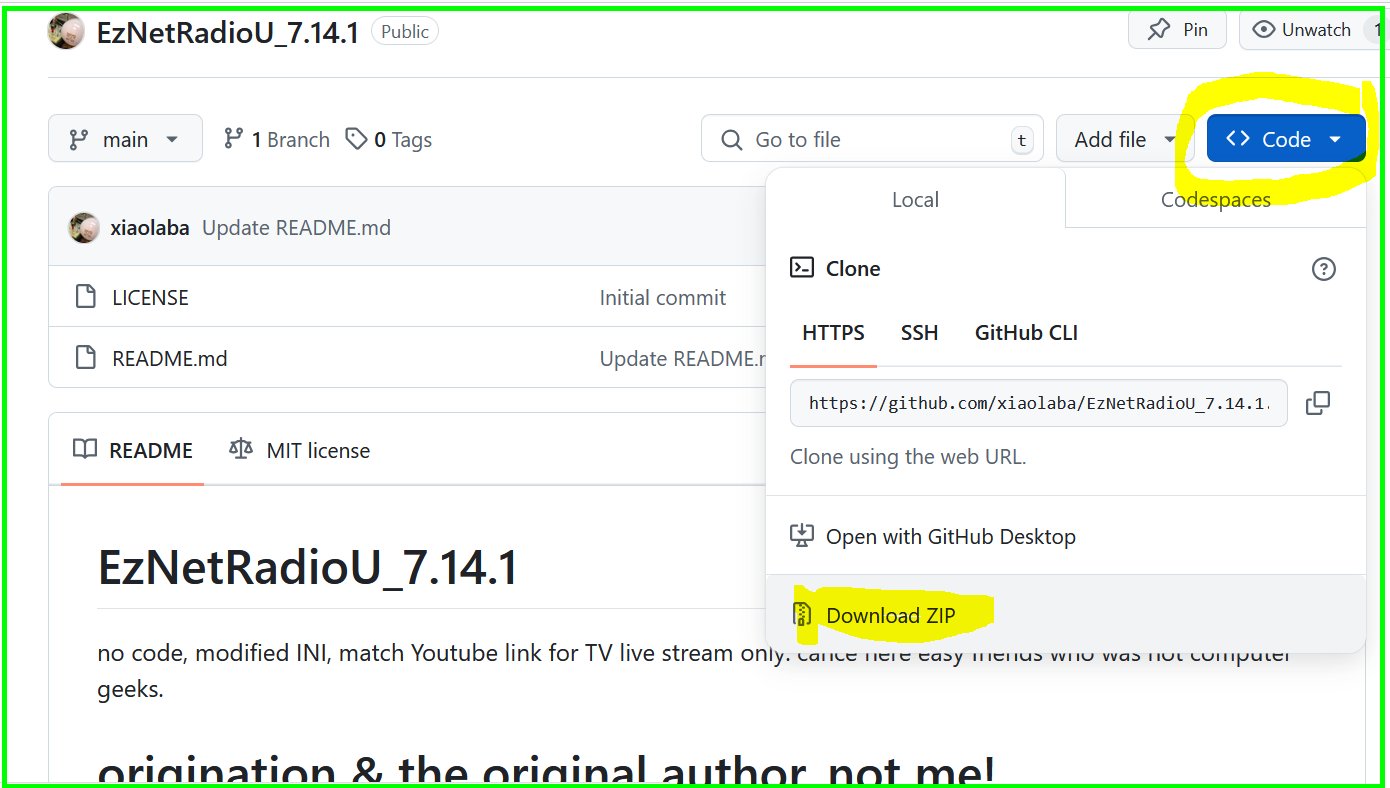 EzNetRadioU_7.14.1 Public Pin Unwatch 1
main 1 Branch 0 Tags Go to file t Add file <> Code
Local Codespaces
xiaolaba Update README.md
Clone
LICENSE Initial commit
HTTPS SSH GitHub CLI
README.md Update README.r
https://github.com/xiaolaba/EzNetRadioU_7.14.1.
README MIT license
Clone using the web URL.
Open with GitHub Desktop
EzNetRadioU_7.14.1
Download ZIP
no code, modified INI, match Youtube link for TV live stream only. here easy friends who was not computer
geeks.
origination & the original author, not me!